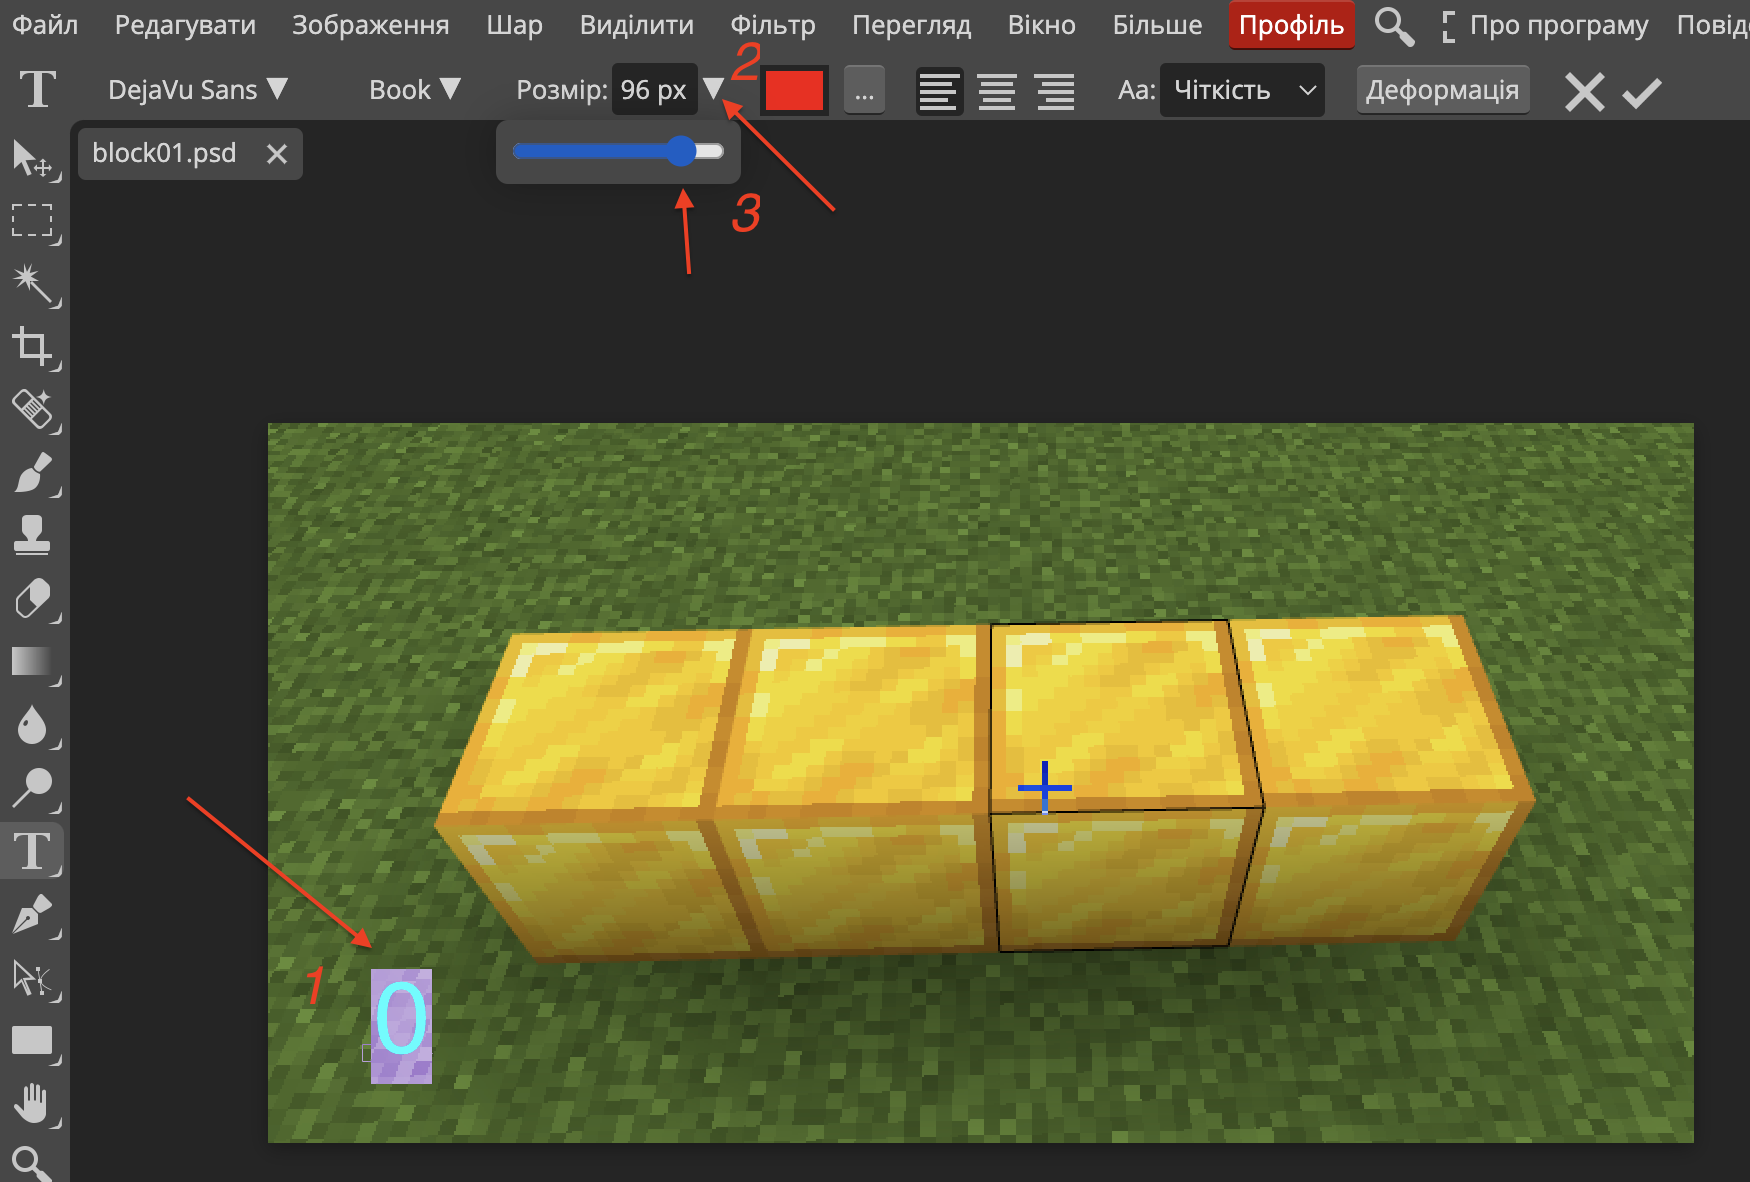 Файл Редагувати Зображення Шар Виділити Фільтр Перегляд Вікно Більше Профіль Про програму
T DejaVu Sans Book Розмір: 96 px 2 ... Aa: Чіткість Деформація
block01.psd
3
T
1
0